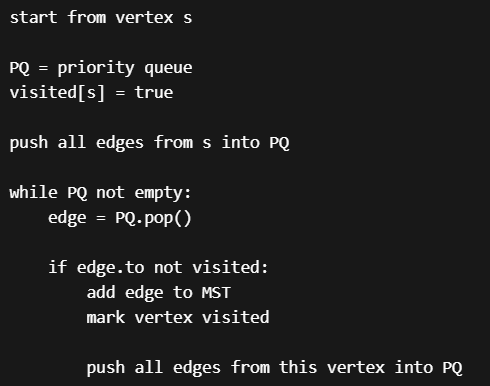 start from vertex s
PQ = priority queue
visited[s] = true
push all edges from s into PQ
while PQ not empty:
    edge = PQ.pop()
    if edge.to not visited:
        add edge to MST
        mark vertex visited
        push all edges from this vertex into PQ